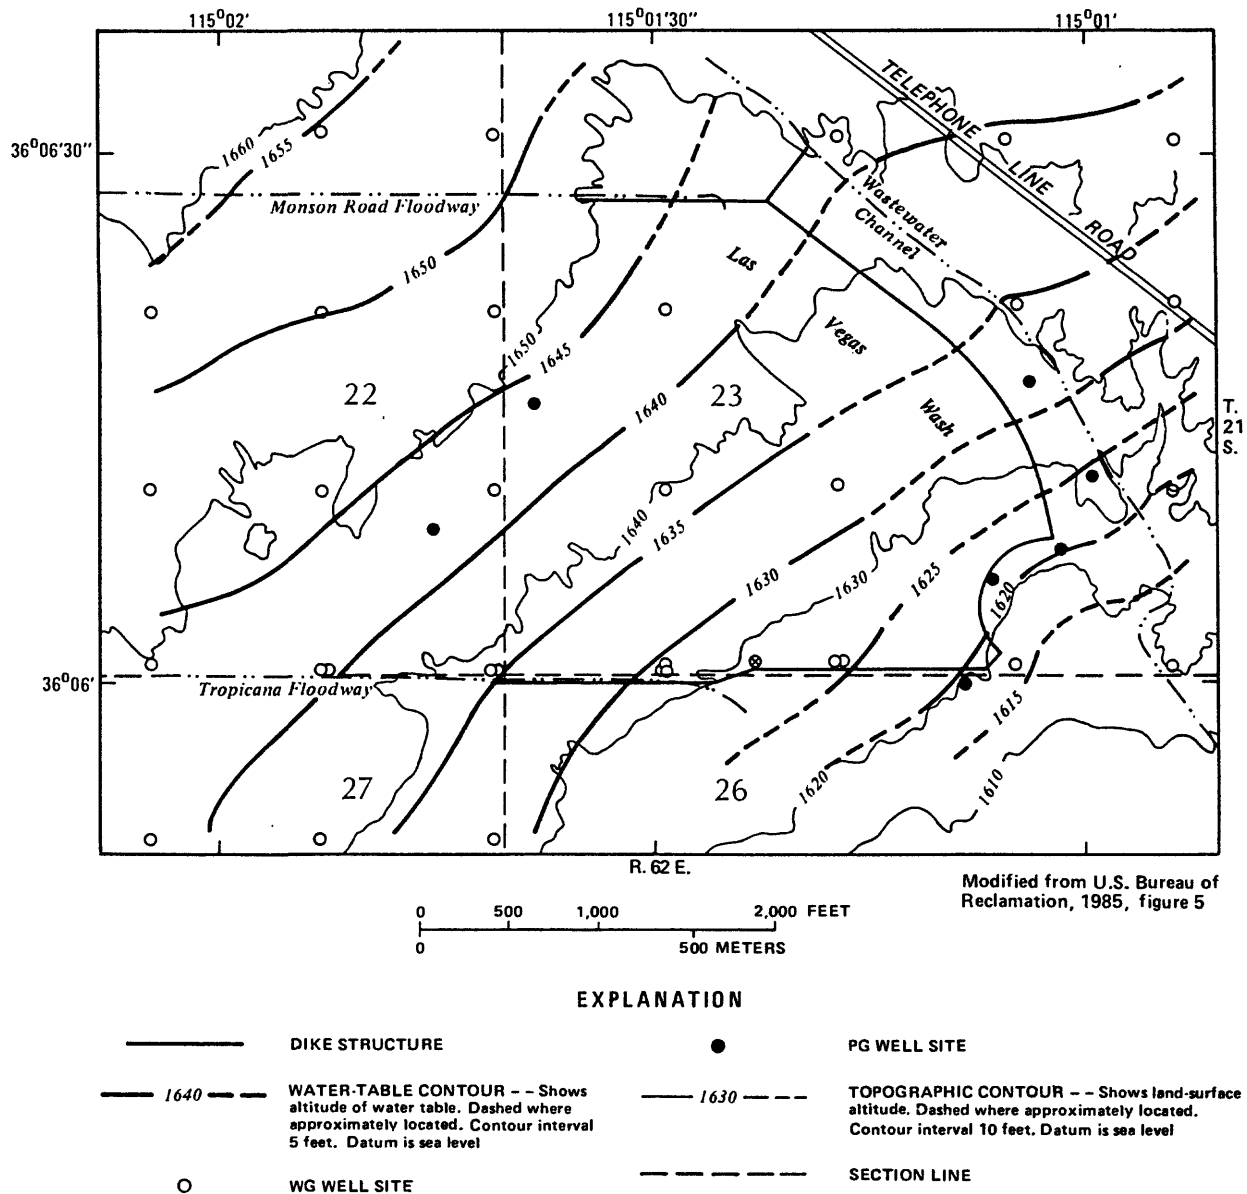 115°02'
115°01'30"
115°01'
36°06'30"
TELEPHONE LINE ROAD
1660
1655
Monson Road Floodway
Wastewater
Channel
Las
1650
Vegas
1650
1645
22
23
1640
Wash
T.
21
S.
1640
1635
1630
1630
1625
1620
36°06'
Tropicana Floodway
1615
27
26
1620
1610
R. 62 E.
Modified from U.S. Bureau of
Reclamation, 1985, figure 5
0 500 1,000 2,000 FEET
0 500 METERS
EXPLANATION
DIKE STRUCTURE
PG WELL SITE
1640
WATER-TABLE CONTOUR -- Shows
altitude of water table. Dashed where
approximately located. Contour interval
5 feet. Datum is sea level
1630
TOPOGRAPHIC CONTOUR -- Shows land-surface
altitude. Dashed where approximately located.
Contour interval 10 feet. Datum is sea level
WG WELL SITE
SECTION LINE